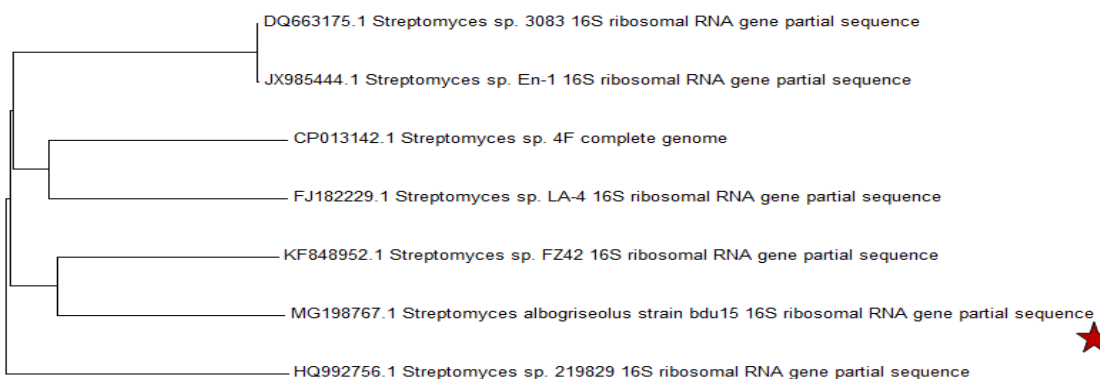 DQ663175.1 Streptomyces sp. 3083 16S ribosomal RNA gene partial sequence
JX985444.1 Streptomyces sp. En-1 16S ribosomal RNA gene partial sequence
CP013142.1 Streptomyces sp. 4F complete genome
FJ182229.1 Streptomyces sp. LA-4 16S ribosomal RNA gene partial sequence
KF848952.1 Streptomyces sp. FZ42 16S ribosomal RNA gene partial sequence
MG198767.1 Streptomyces albogriseolus strain bdu15 16S ribosomal RNA gene partial sequence
HQ992756.1 Streptomyces sp. 219829 16S ribosomal RNA gene partial sequence